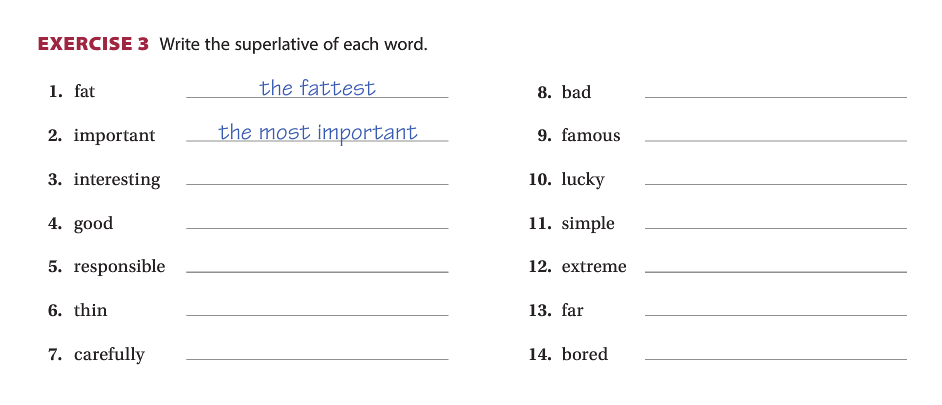 EXERCISE 3 Write the superlative of each word.
1. fat the fattest
2. important the most important
3. interesting
4. good
5. responsible
6. thin
7. carefully
8. bad
9. famous
10. lucky
11. simple
12. extreme
13. far
14. bored